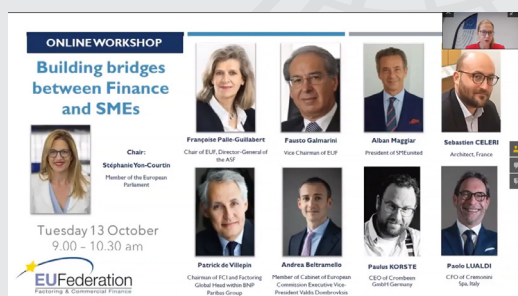 ONLINE WORKSHOP
Building bridges
between Finance
and SMEs
Chair:
Stéphanie Yon-Courtin
Member of the European
Parliament
Tuesday 13 October
9.00 - 10.30 am
EUFederation
Factoring & Commercial Finance
Françoise Palle-Guillabert
Chair of EUF, Director-General of
the ASF
Fausto Galmarini
Vice Chairman of EUF
Alban Maggiar
President of SMEunited
Sebastien CELERI
Architect, France
Patrick de Villepin
Chairman of FCI and Factoring
Global Head within BNP
Paribas Group
Andrea Beltramello
Member of Cabinet of European
Commission Executive Vice-
President Valdis Dombrovskis
Paulus KORSTE
CEO of Crembeen
GmbH Germany
Paolo LUALDI
CFO of Cremonini
Spa, Italy